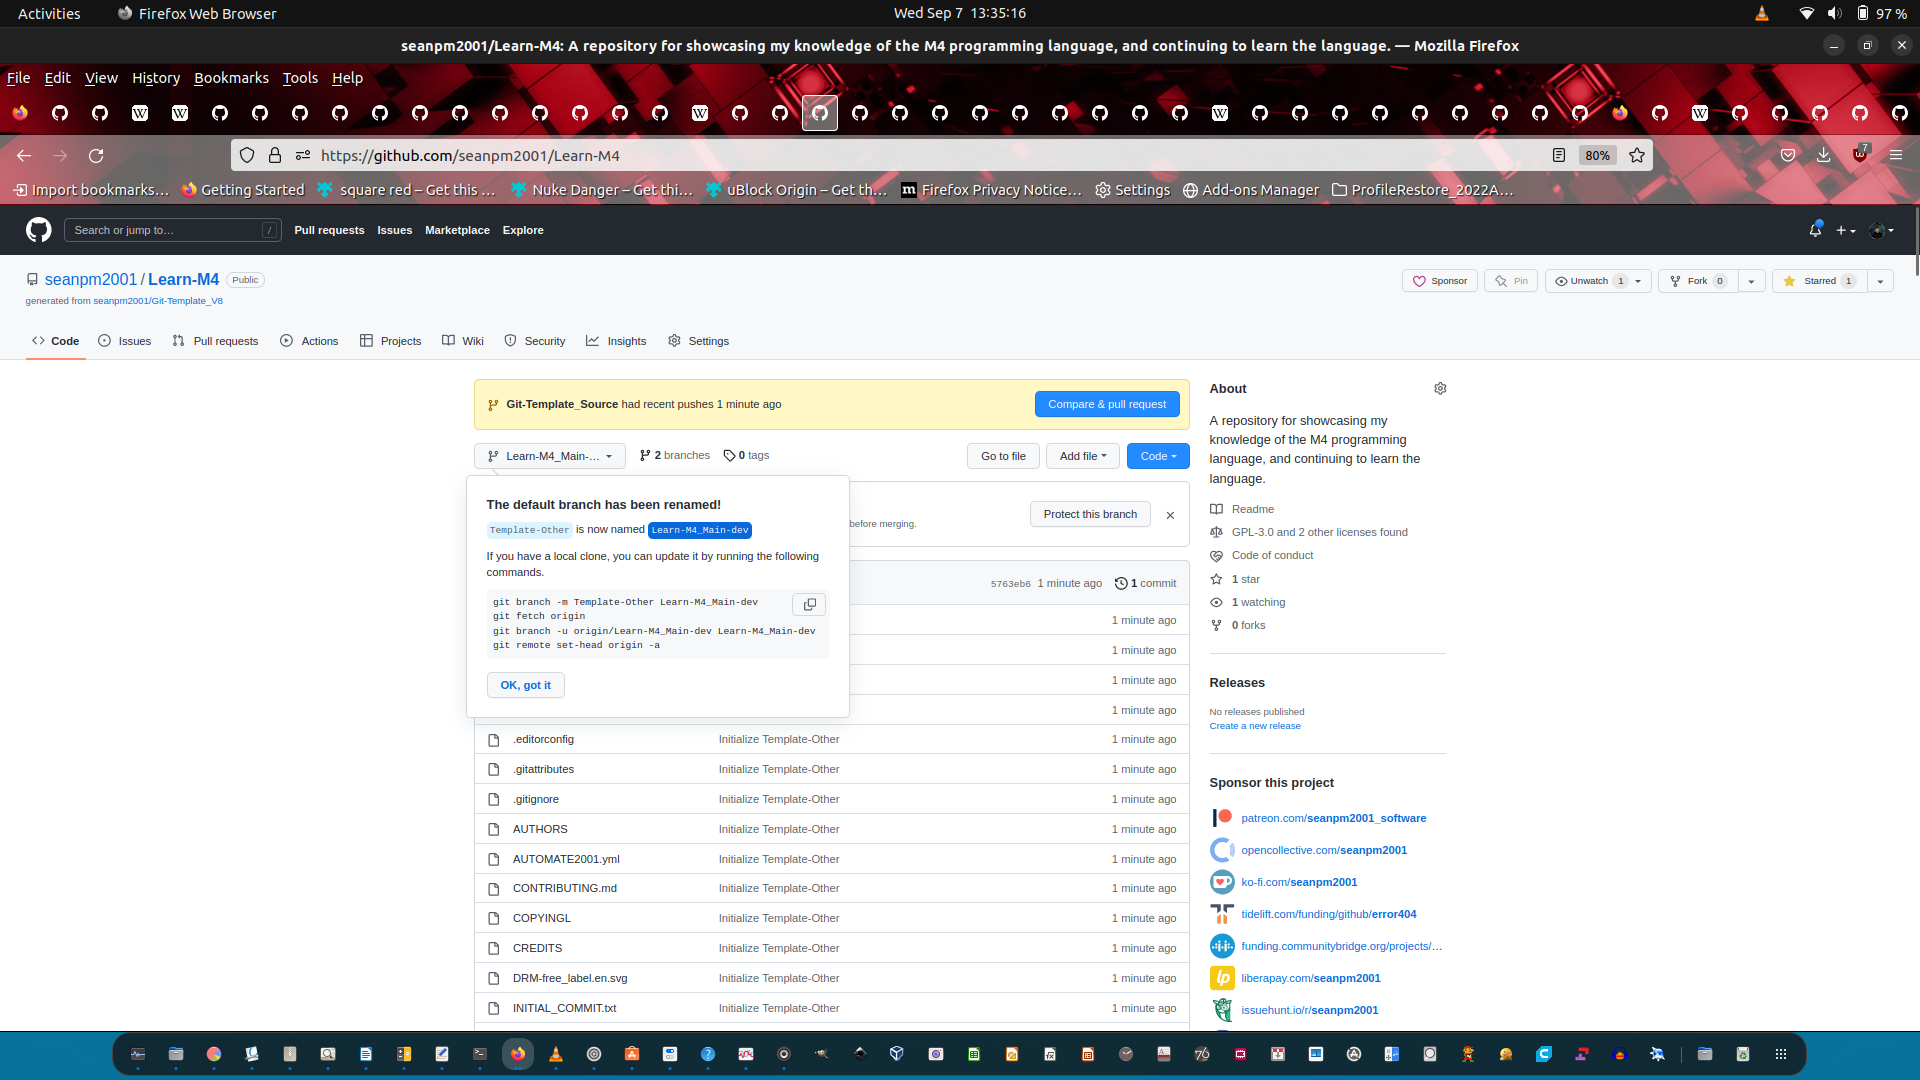 Activities
Firefox Web Browser
Wed Sep 7 13:35:16
97 %
seanpm2001/Learn-M4: A repository for showcasing my knowledge of the M4 programming language, and continuing to learn the language. — Mozilla Firefox
File Edit View History Bookmarks Tools Help
https://github.com/seanpm2001/Learn-M4
80%
7
Import bookmarks…
Getting Started
square red – Get this …
Nuke Danger – Get thi…
uBlock Origin – Get th…
Firefox Privacy Notice…
Settings
Add-ons Manager
ProfileRestore_2022A…
Search or jump to…
/
Pull requests Issues Marketplace Explore
seanpm2001 / Learn-M4 Public
generated from seanpm2001/Git-Template_V8
Sponsor
Pin
Unwatch 1
Fork 0
Starred 1
Code
Issues
Pull requests
Actions
Projects
Wiki
Security
Insights
Settings
Git-Template_Source had recent pushes 1 minute ago
Compare & pull request
Learn-M4_Main-…
2 branches
0 tags
Go to file
Add file
Code
The default branch has been renamed!
Template-Other is now named Learn-M4_Main-dev
If you have a local clone, you can update it by running the following
commands.
git branch -m Template-Other Learn-M4_Main-dev
git fetch origin
git branch -u origin/Learn-M4_Main-dev Learn-M4_Main-dev
git remote set-head origin -a
OK, got it
before merging.
Protect this branch
5763eb6 1 minute ago 1 commit
1 minute ago
1 minute ago
1 minute ago
1 minute ago
.editorconfig Initialize Template-Other 1 minute ago
.gitattributes Initialize Template-Other 1 minute ago
.gitignore Initialize Template-Other 1 minute ago
AUTHORS Initialize Template-Other 1 minute ago
AUTOMATE2001.yml Initialize Template-Other 1 minute ago
CONTRIBUTING.md Initialize Template-Other 1 minute ago
COPYINGL Initialize Template-Other 1 minute ago
CREDITS Initialize Template-Other 1 minute ago
DRM-free_label.en.svg Initialize Template-Other 1 minute ago
INITIAL_COMMIT.txt Initialize Template-Other 1 minute ago
About
A repository for showcasing my
knowledge of the M4 programming
language, and continuing to learn the
language.
Readme
GPL-3.0 and 2 other licenses found
Code of conduct
1 star
1 watching
0 forks
Releases
No releases published
Create a new release
Sponsor this project
patreon.com/seanpm2001_software
opencollective.com/seanpm2001
ko-fi.com/seanpm2001
tidelift.com/funding/github/error404
funding.communitybridge.org/projects/…
liberapay.com/seanpm2001
issuehunt.io/r/seanpm2001